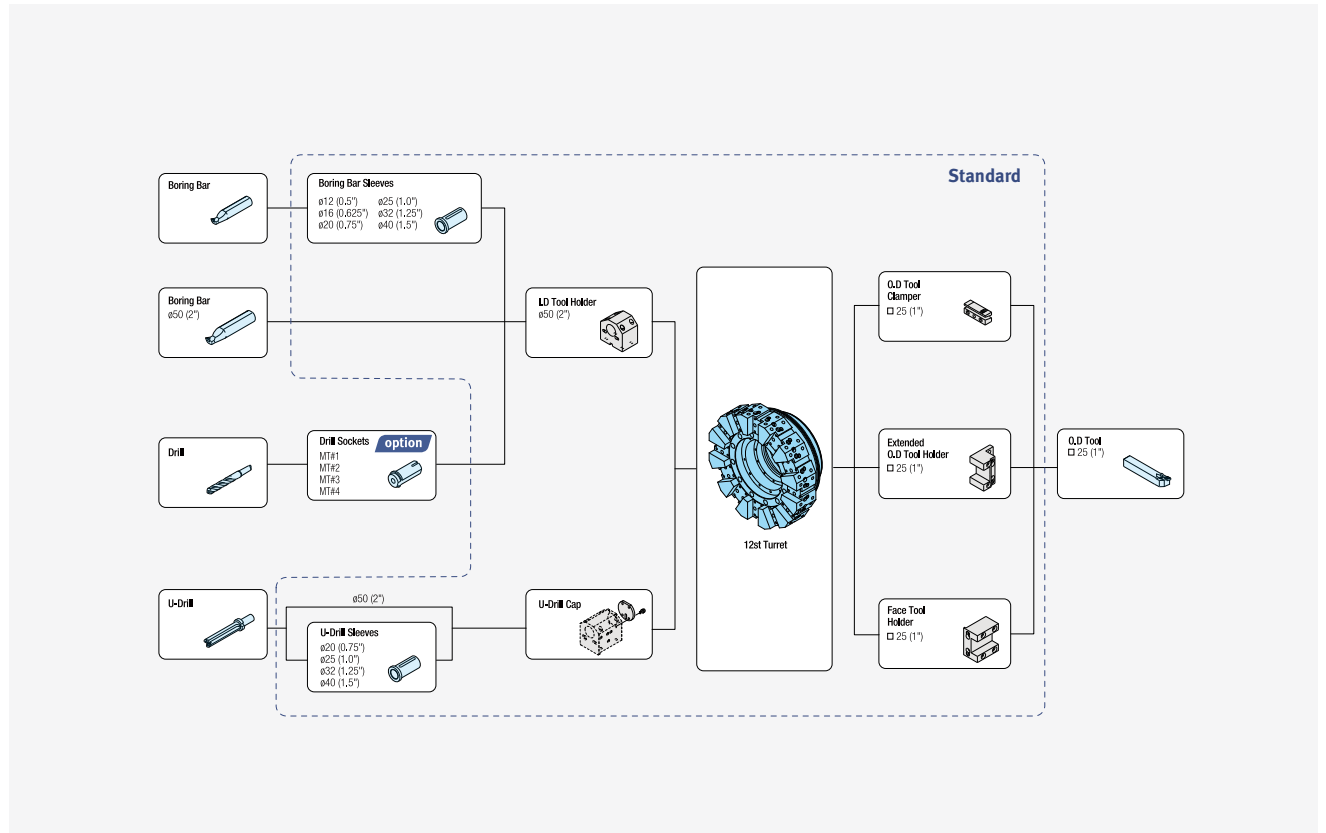 Standard
Boring Bar
Boring Bar Sleeves
ø12 (0.5") ø25 (1.0")
ø16 (0.625") ø32 (1.25")
ø20 (0.75") ø40 (1.5")
Boring Bar
ø50 (2")
I.D Tool Holder
ø50 (2")
Drill
Drill Sockets
option
MT#1
MT#2
MT#3
MT#4
U-Drill
ø50 (2")
U-Drill Sleeves
ø20 (0.75")
ø25 (1.0")
ø32 (1.25")
ø40 (1.5")
U-Drill Cap
12st Turret
O.D Tool
Clamper
□ 25 (1")
Extended
O.D Tool Holder
□ 25 (1")
Face Tool
Holder
□ 25 (1")
O.D Tool
□ 25 (1")